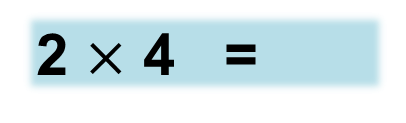 2 × 4 =